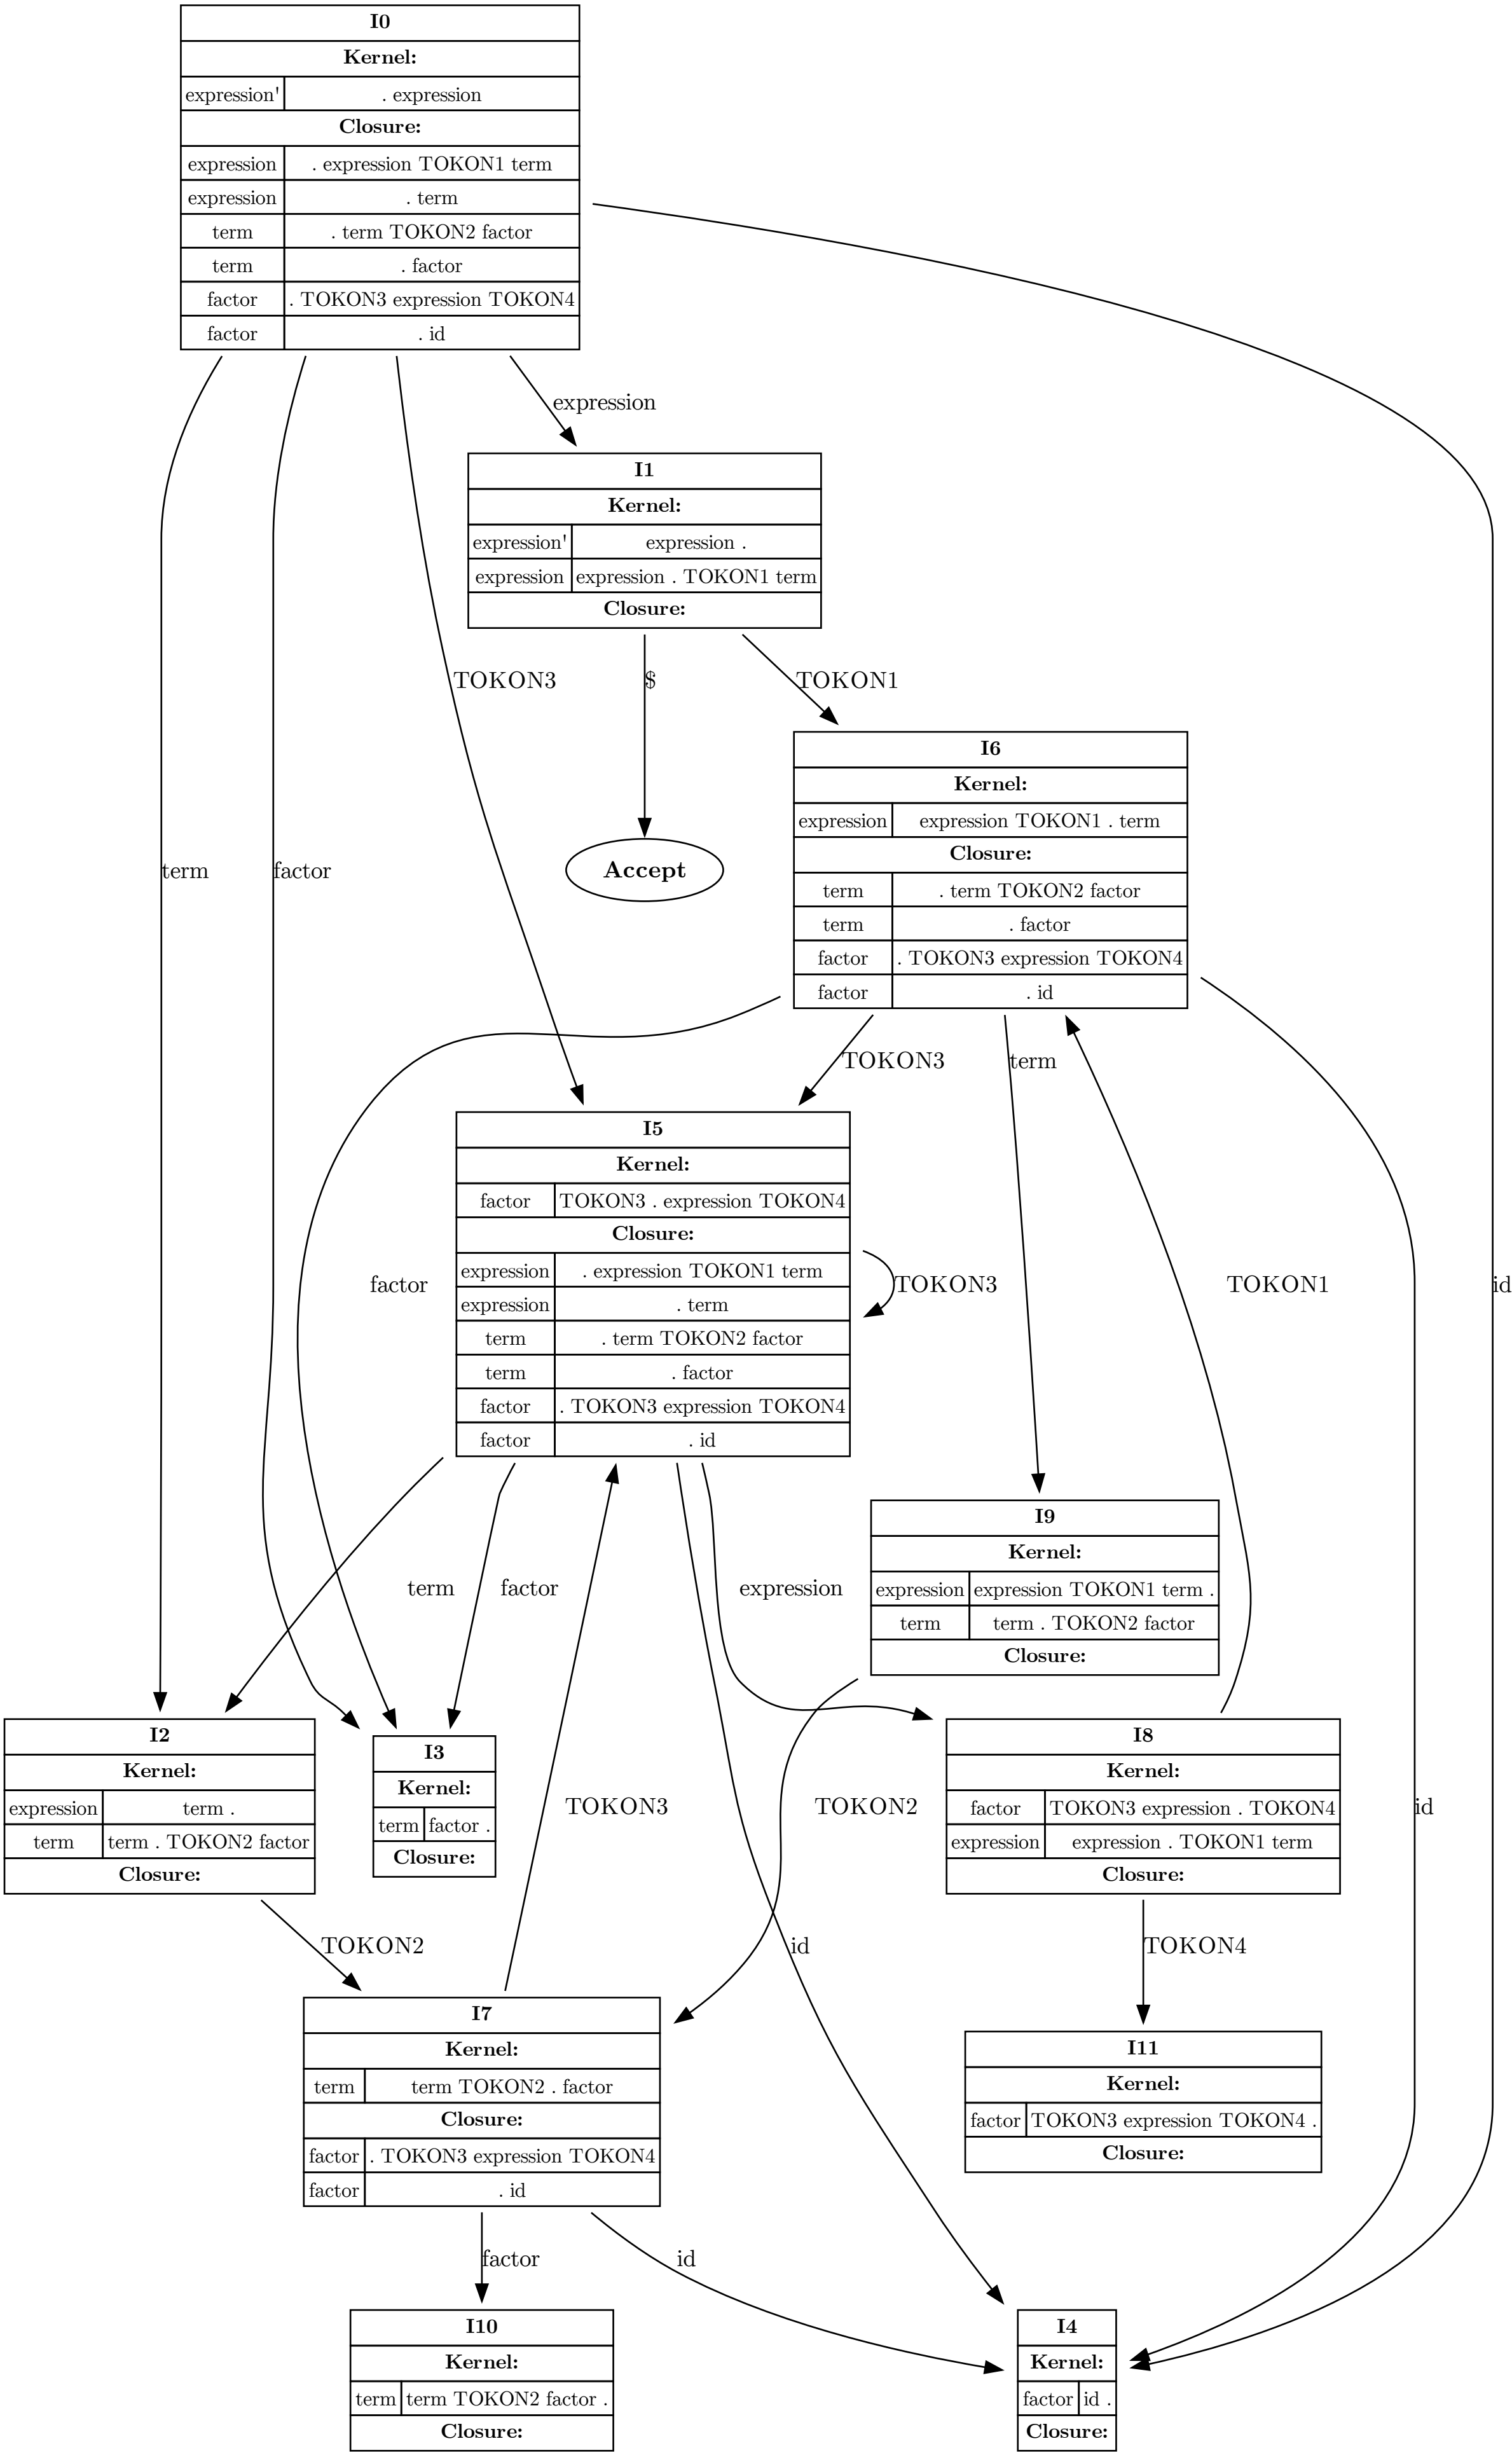 I0
Kernel:
expression' . expression
Closure:
expression . expression TOKON1 term
expression . term
term . term TOKON2 factor
term . factor
factor . TOKON3 expression TOKON4
factor . id
expression
I1
Kernel:
expression' expression .
expression expression . TOKON1 term
Closure:
TOKON3
$
TOKON1
I6
Kernel:
expression expression TOKON1 . term
Closure:
term . term TOKON2 factor
term . factor
factor . TOKON3 expression TOKON4
factor . id
term
factor
Accept
TOKON3
term
I5
Kernel:
factor TOKON3 . expression TOKON4
Closure:
expression . expression TOKON1 term
expression . term
term . term TOKON2 factor
term . factor
factor . TOKON3 expression TOKON4
factor . id
factor
TOKON3
TOKON1
id
I9
Kernel:
expression expression TOKON1 term .
term term . TOKON2 factor
Closure:
term
factor
expression
I2
Kernel:
expression term .
term term . TOKON2 factor
Closure:
I3
Kernel:
term factor .
Closure:
TOKON3
TOKON2
I8
Kernel:
factor TOKON3 expression . TOKON4
expression expression . TOKON1 term
Closure:
id
TOKON2
id
TOKON4
I7
Kernel:
term term TOKON2 . factor
Closure:
factor . TOKON3 expression TOKON4
factor . id
I11
Kernel:
factor TOKON3 expression TOKON4 .
Closure:
factor
id
I10
Kernel:
term term TOKON2 factor .
Closure:
I4
Kernel:
factor id .
Closure: